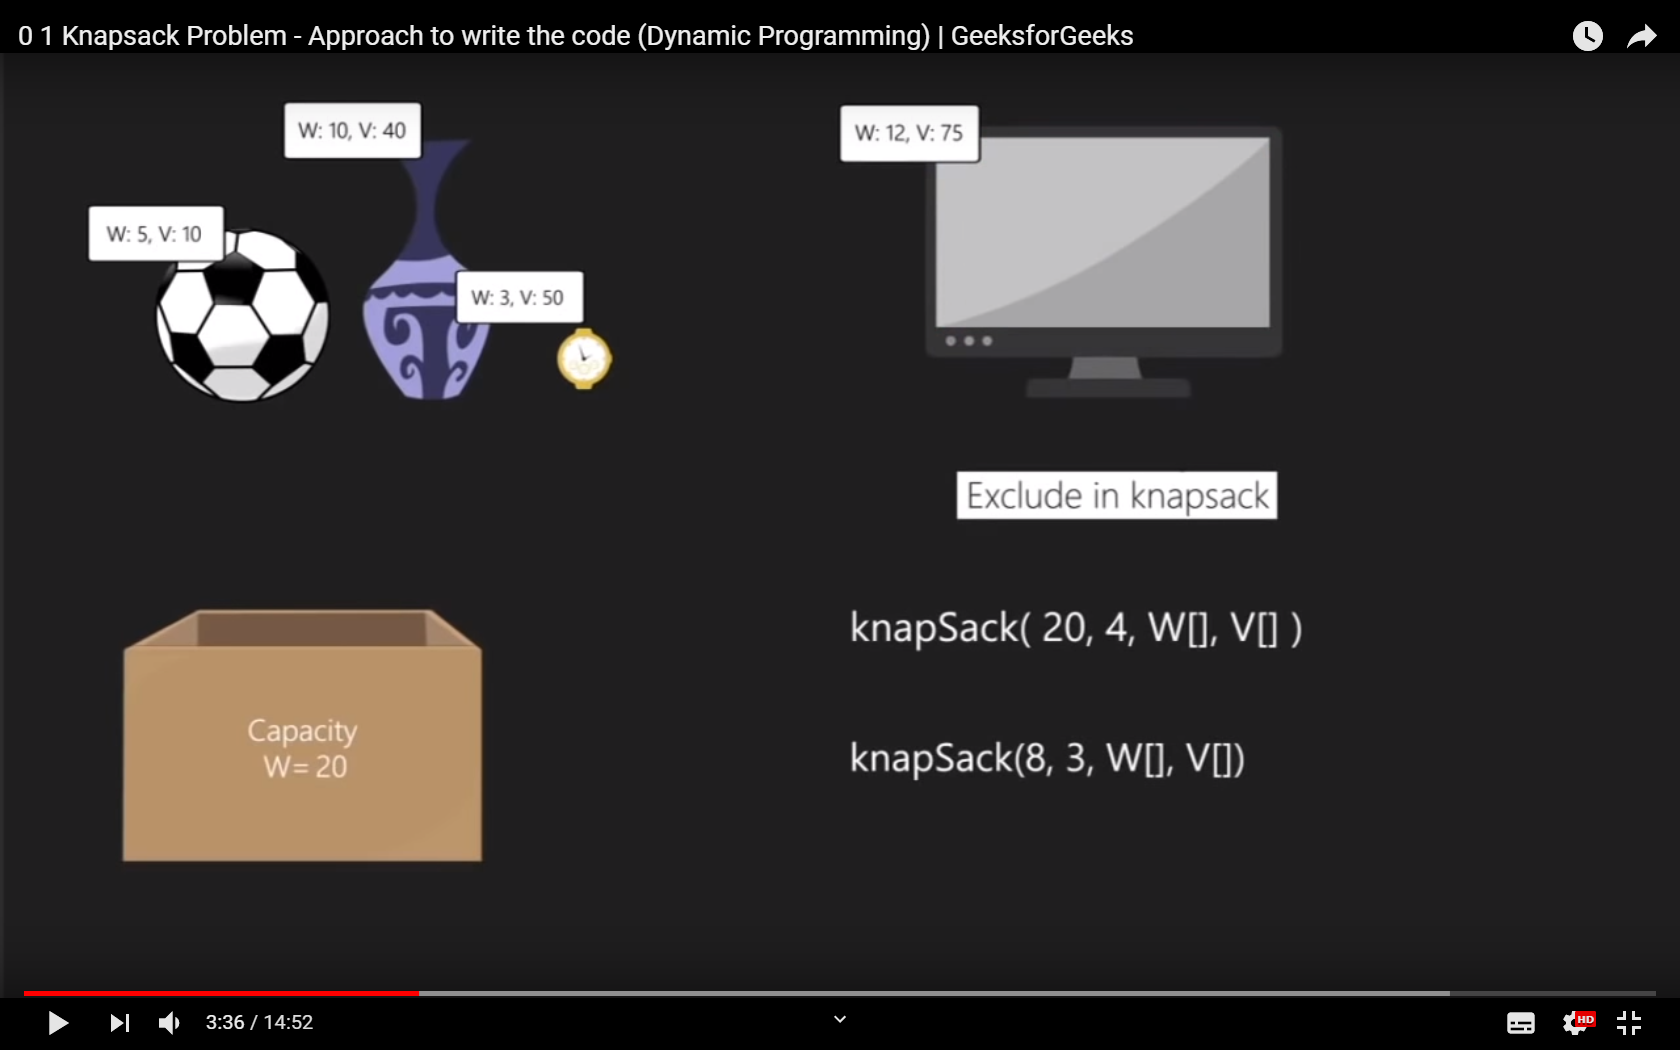 0 1 Knapsack Problem - Approach to write the code (Dynamic Programming) | GeeksforGeeks
W: 10, V: 40
W: 12, V: 75
W: 5, V: 10
W: 3, V: 50
Exclude in knapsack
knapSack( 20, 4, W[], V[] )
Capacity
W= 20
knapSack(8, 3, W[], V[])
3:36 / 14:52
HD